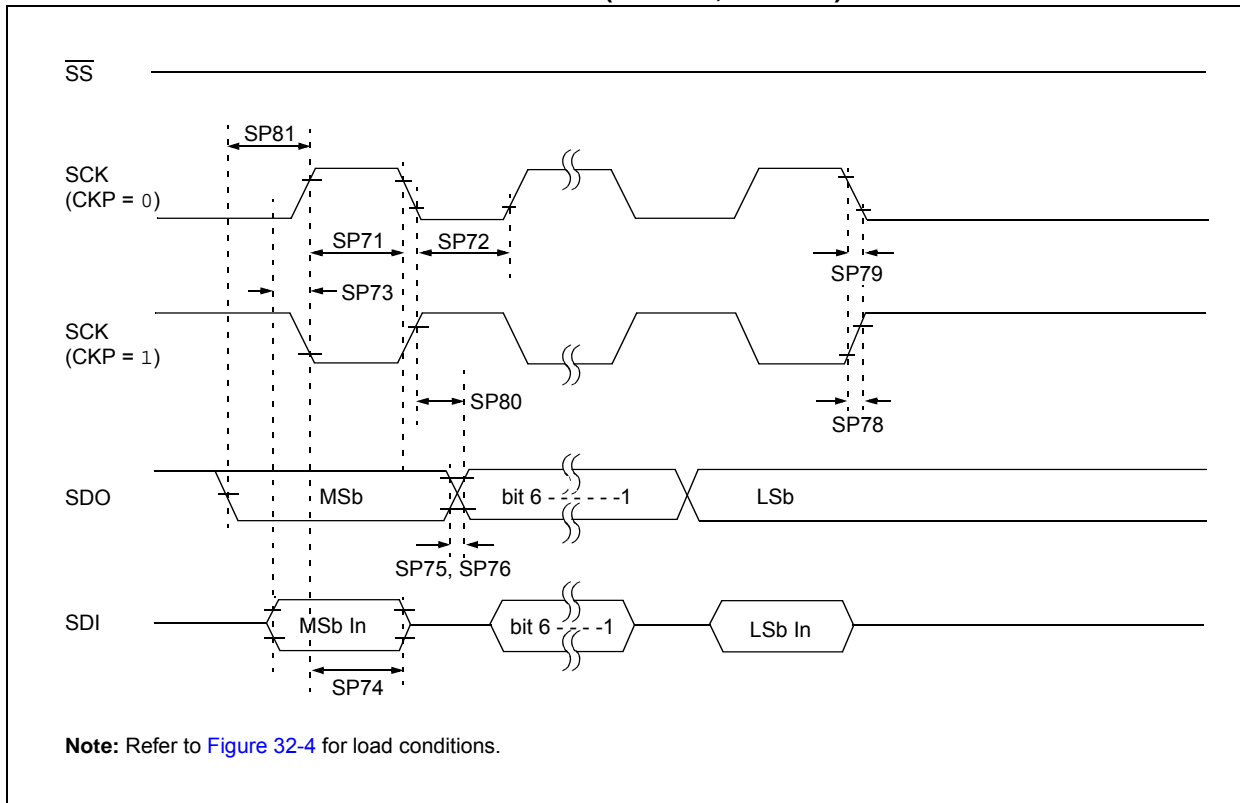 SS
SP81
SCK
(CKP = 0)
SP71
SP72
SP79
SP73
SCK
(CKP = 1)
SP80
SP78
SDO
MSb
bit 6 - - - - - -1
LSb
SP75, SP76
SDI
MSb In
bit 6 - - - -1
LSb In
SP74
Note: Refer to Figure 32-4 for load conditions.